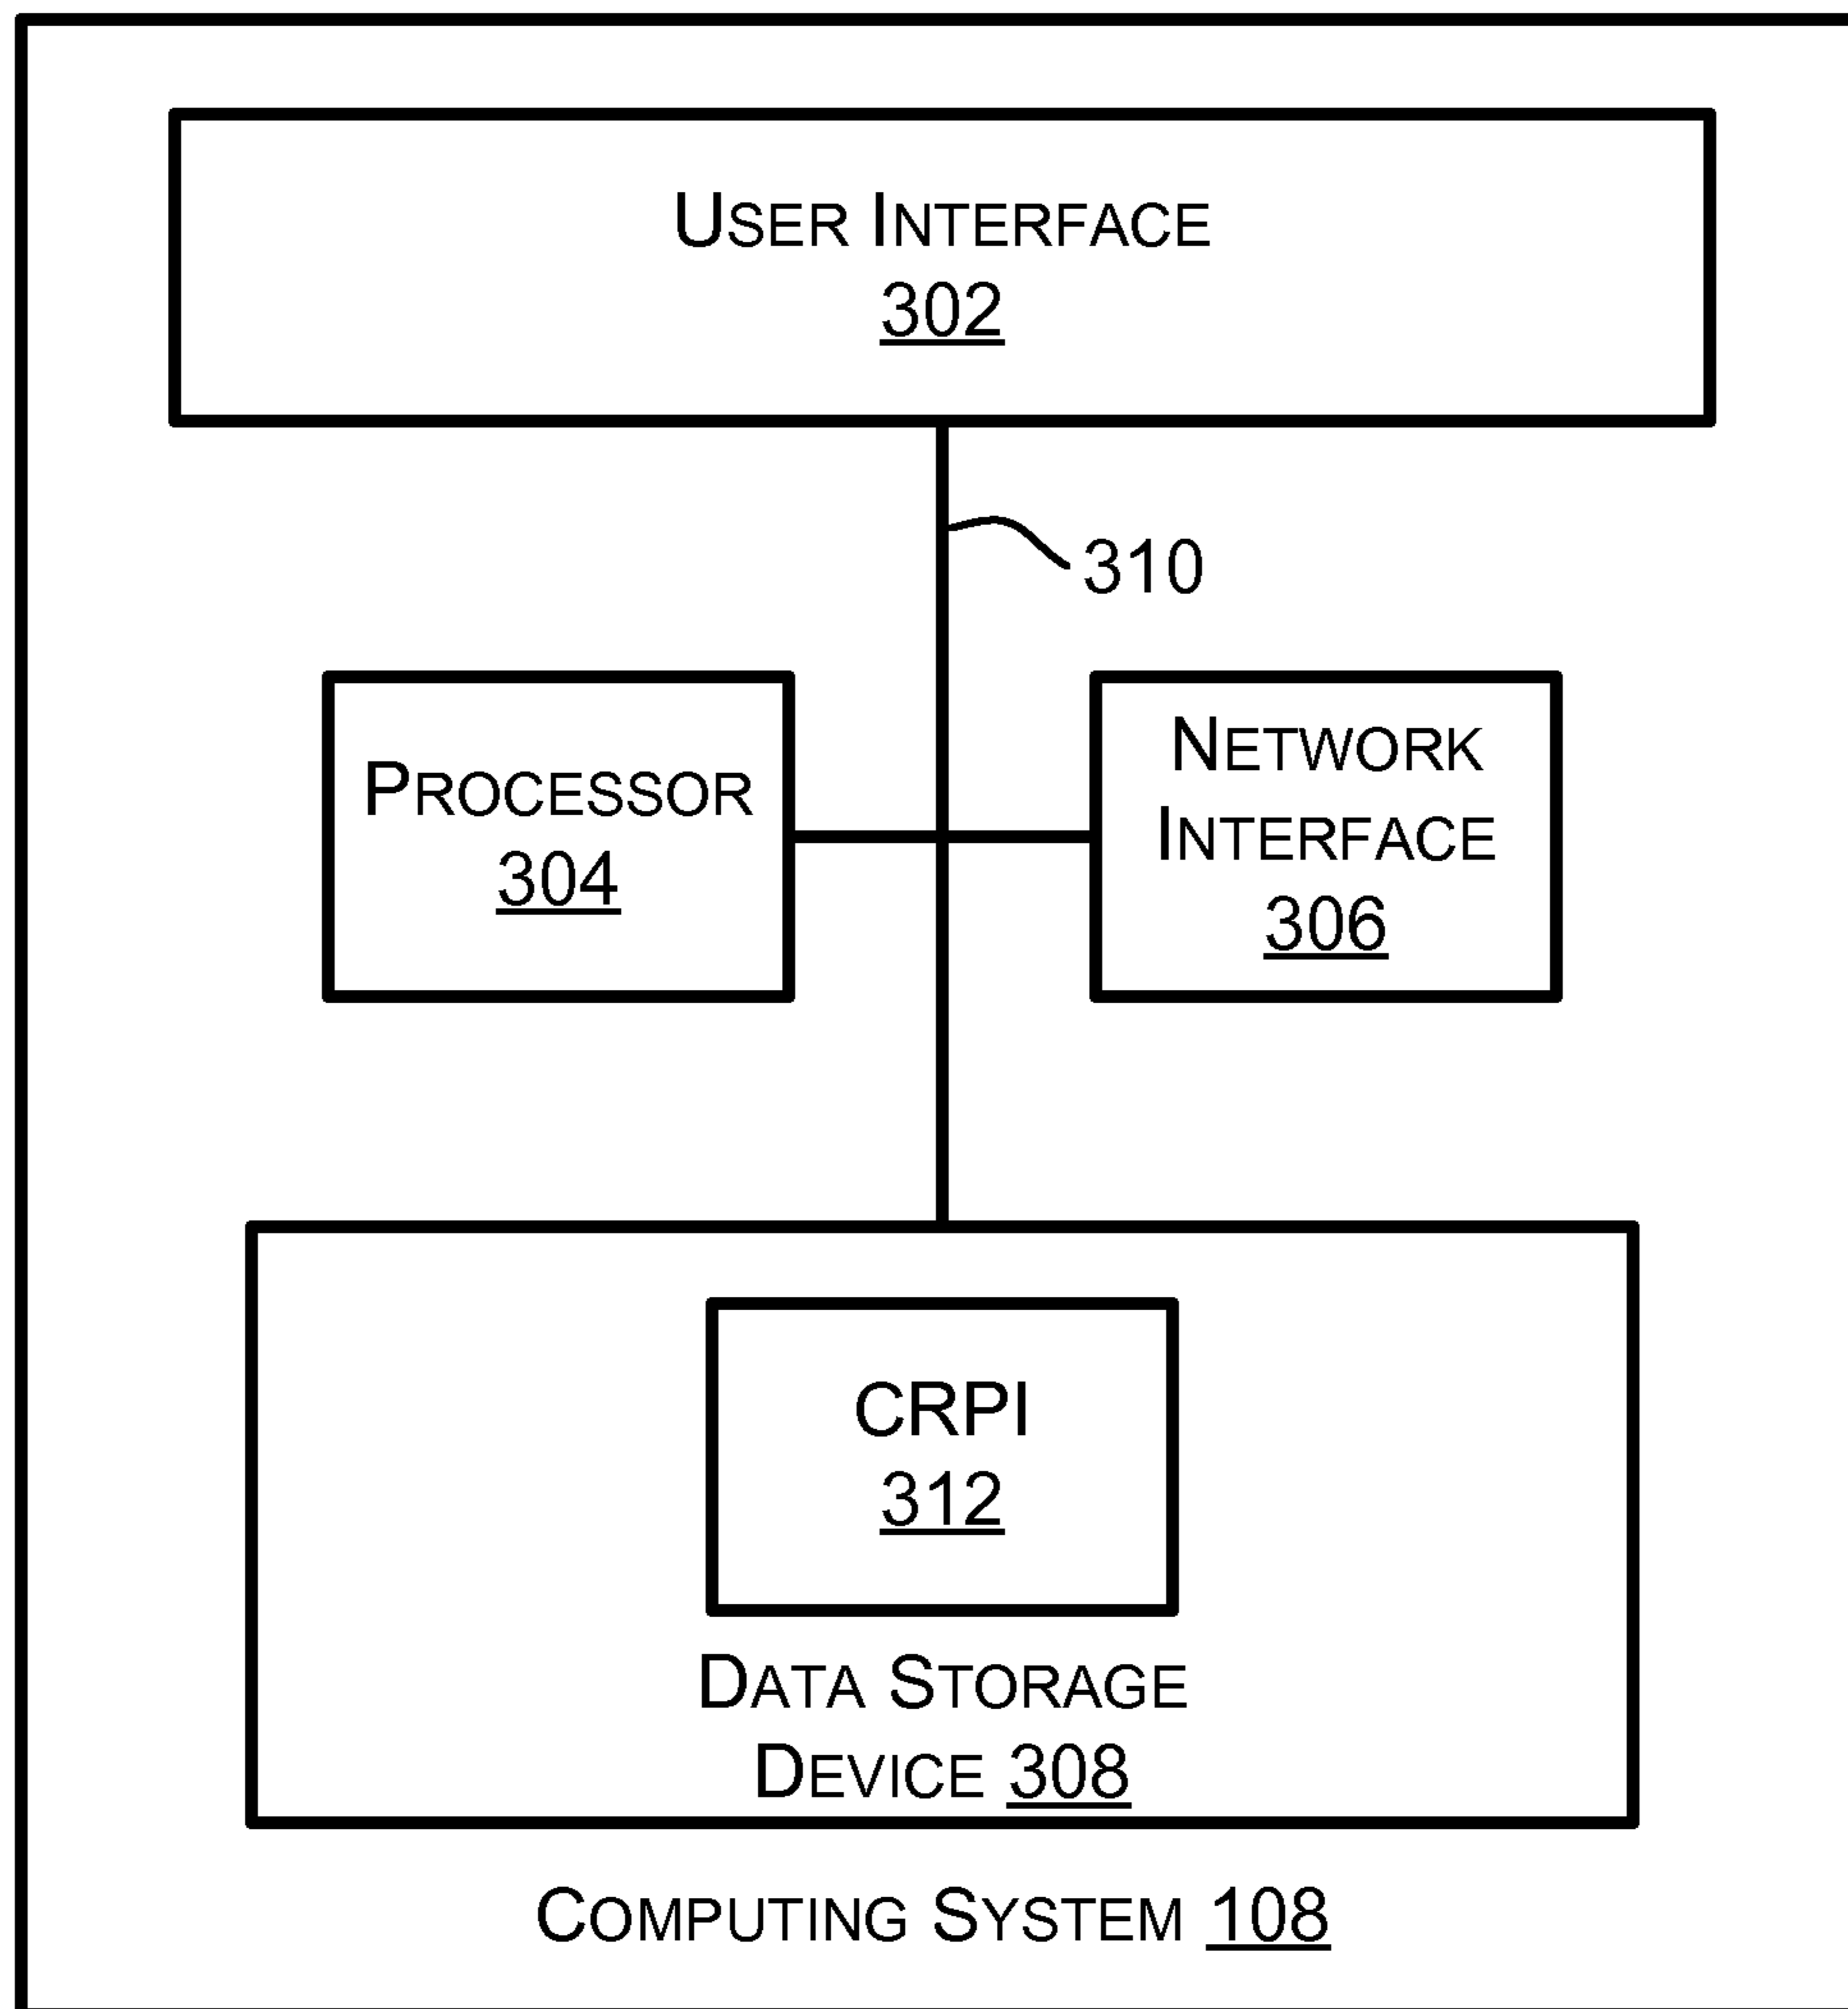 USER INTERFACE
302
310
PROCESSOR
304
NETWORK
INTERFACE
306
CRPI
312
DATA STORAGE
DEVICE 308
COMPUTING SYSTEM 108